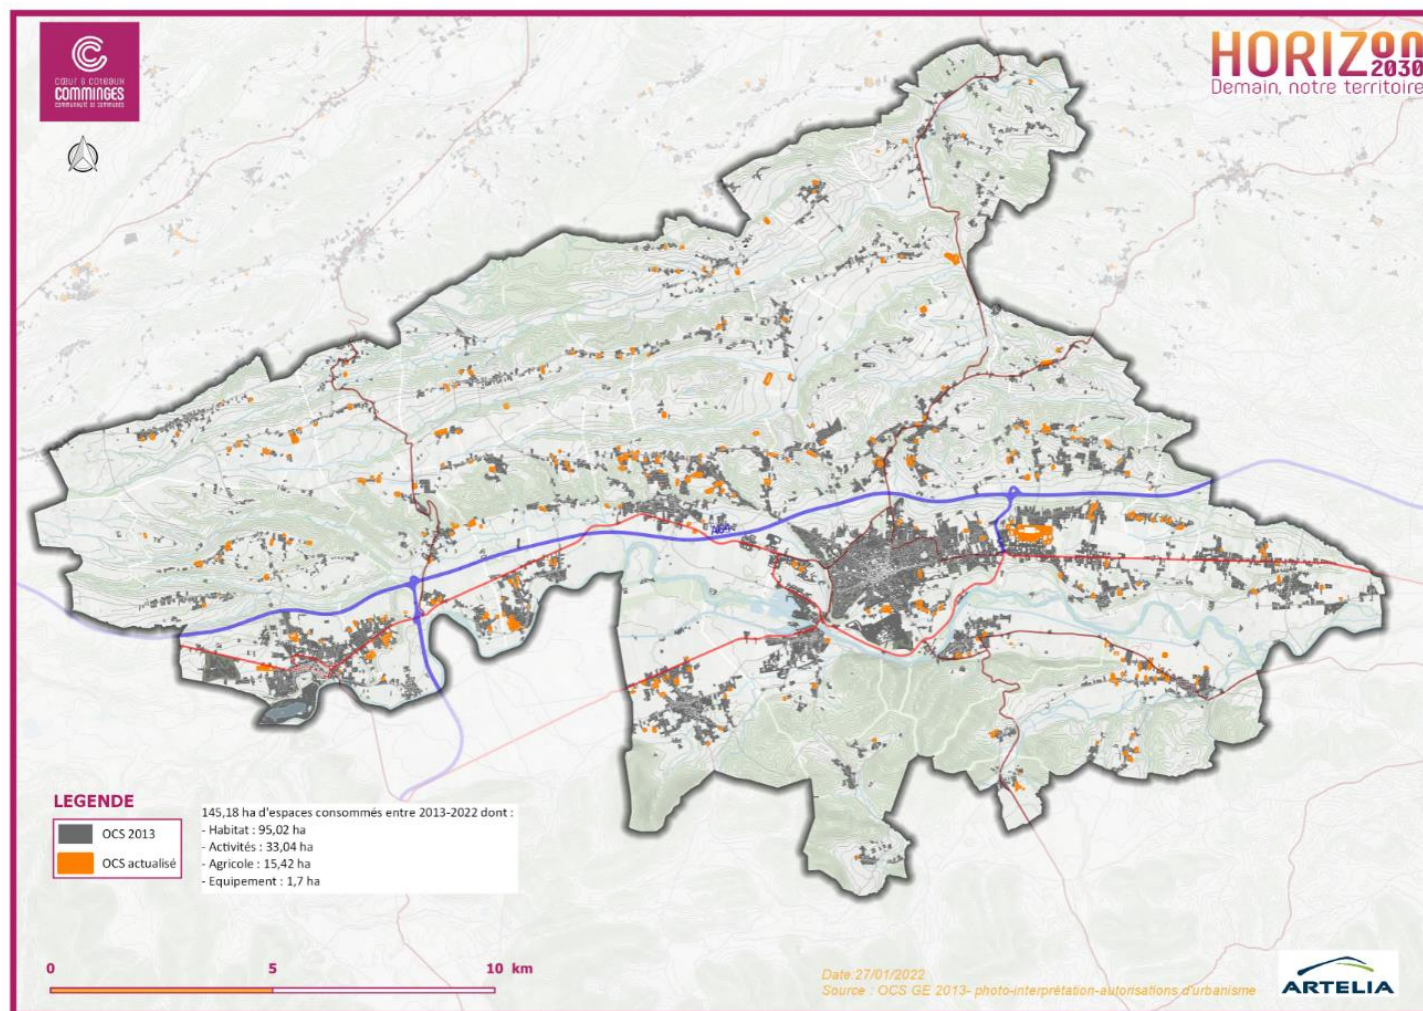 CŒUR & COTEAUX
COMMINGES
COMMUNAUTÉ DE COMMUNES
HORIZON
2030
Demain, notre territoire
A64
LEGENDE
OCS 2013
OCS actualisé
145,18 ha d'espaces consommés entre 2013-2022 dont :
- Habitat : 95,02 ha
- Activités : 33,04 ha
- Agricole : 15,42 ha
- Equipement : 1,7 ha
0 5 10 km
Date:27/01/2022
Source : OCS GE 2013- photo-interprétation-autorisations d'urbanisme
ARTELIA